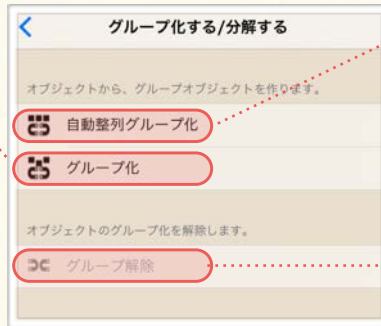 グループ化する/分解する
オブジェクトから、グループオブジェクトを作ります。
自動整列グループ化
グループ化
オブジェクトのグループ化を解除します。
グループ解除